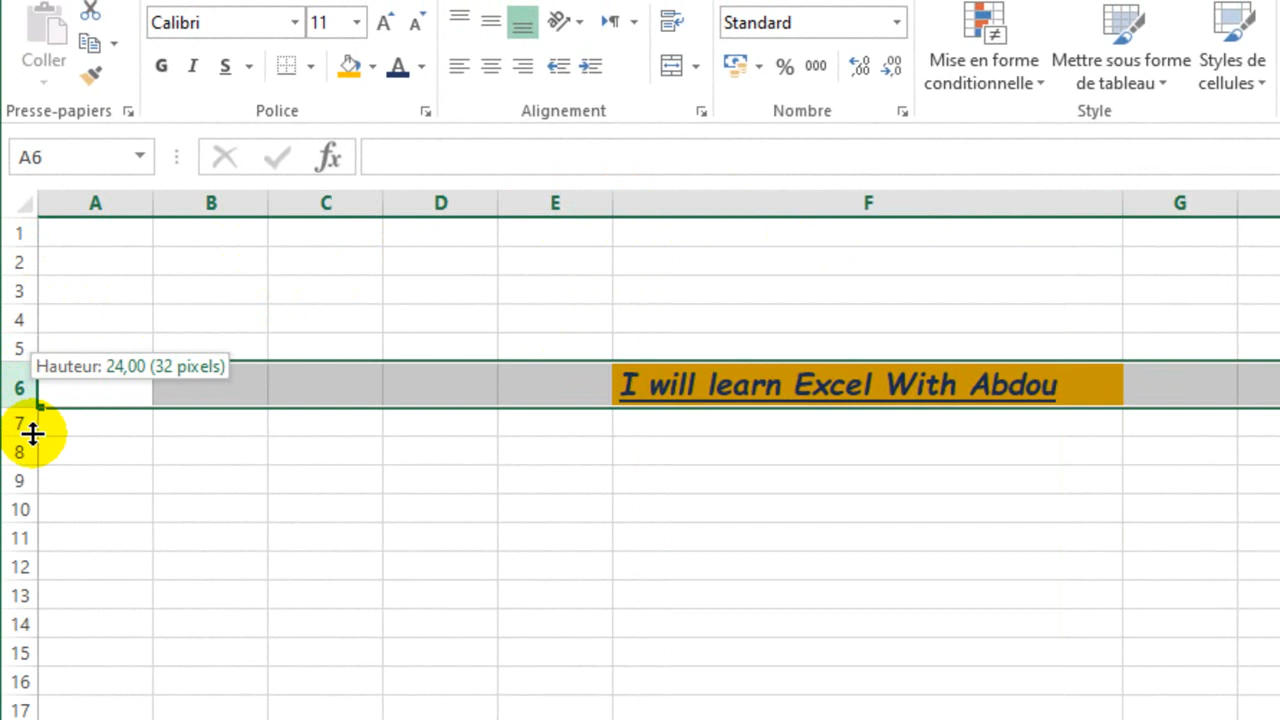 Calibri
11
Standard
Coller
G I S
% 000
Mise en forme
conditionnelle
Mettre sous forme
de tableau
Styles de
cellules
Presse-papiers
Police
Alignement
Nombre
Style
A6
fx
A B C D E F G
1
2
3
4
5
Hauteur: 24,00 (32 pixels)
6
I will learn Excel With Abdou
7
8
9
10
11
12
13
14
15
16
17